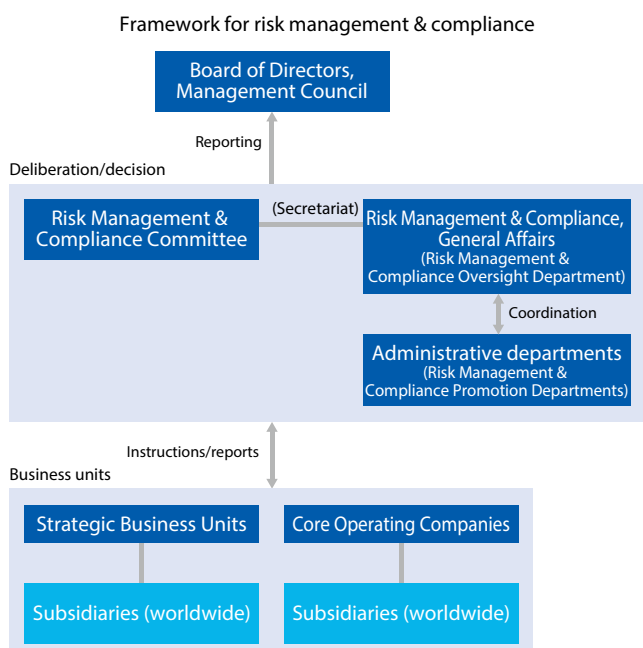 Framework for risk management & compliance
Board of Directors,
Management Council
Reporting
Deliberation/decision
Risk Management &
Compliance Committee
(Secretariat)
Risk Management & Compliance,
General Affairs
(Risk Management &
Compliance Oversight Department)
Coordination
Administrative departments
(Risk Management &
Compliance Promotion Departments)
Instructions/reports
Business units
Strategic Business Units
Core Operating Companies
Subsidiaries (worldwide)
Subsidiaries (worldwide)